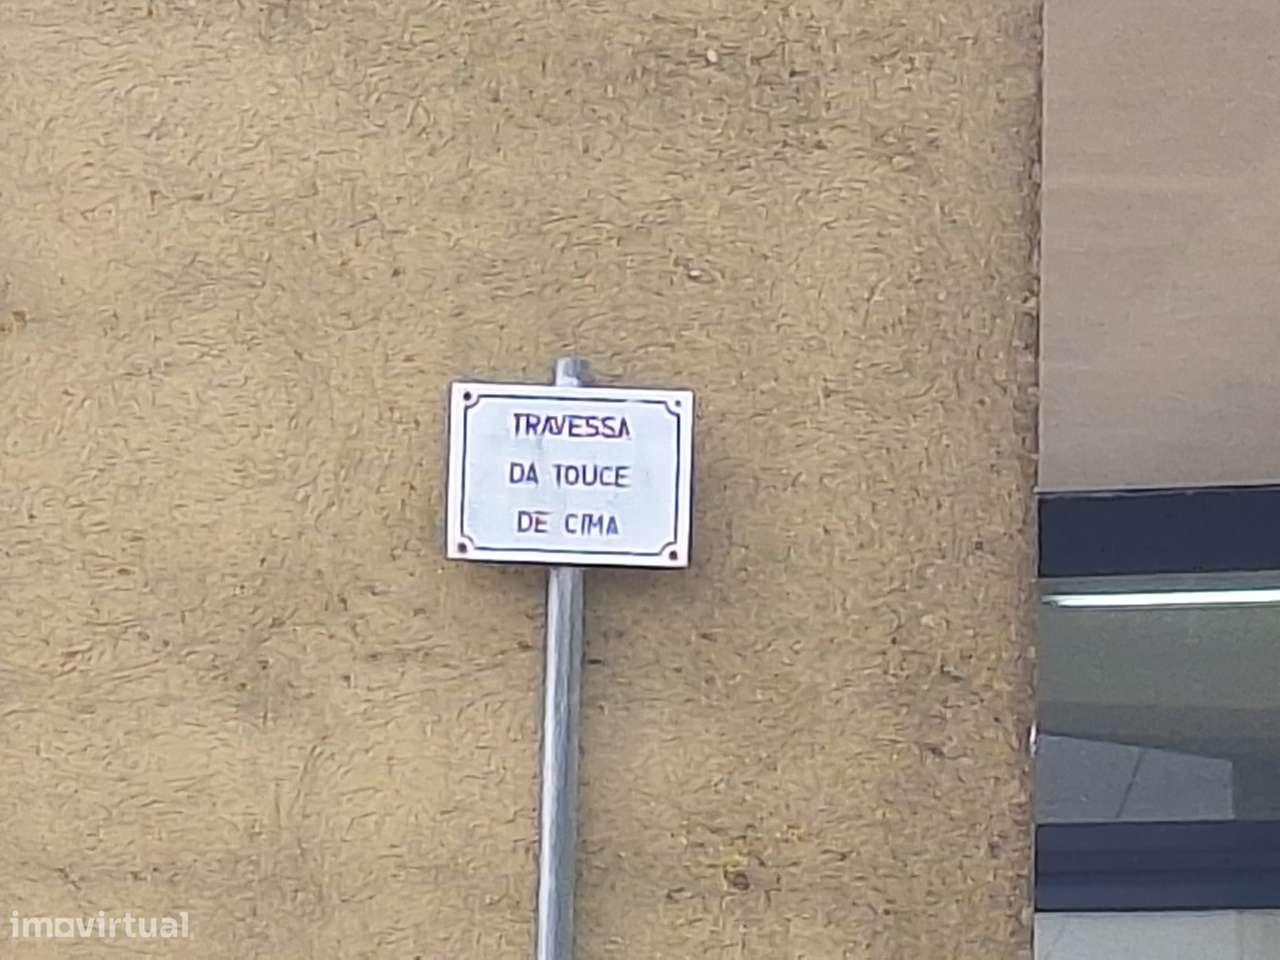 TRAVESSA
DA TOUCE
DE CIMA
imovirtual